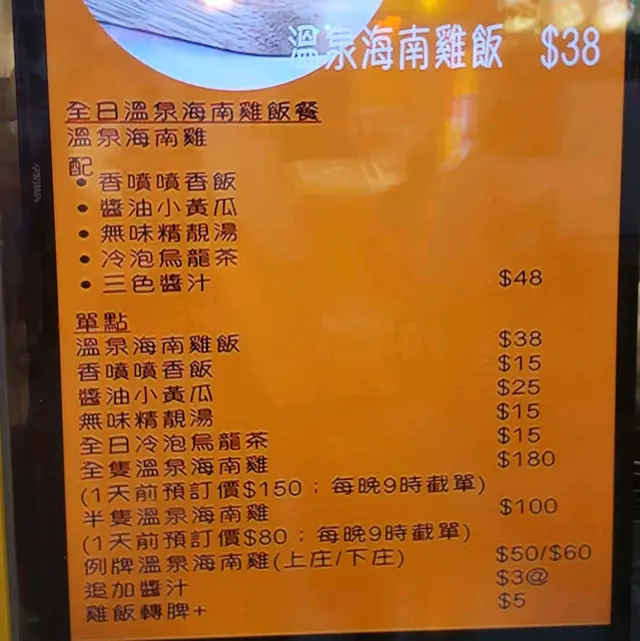 溫泉海南雞飯 $38
全日溫泉海南雞飯餐
溫泉海南雞
配
• 香噴噴香飯
• 醬油小黃瓜
• 無味精靚湯
• 冷泡烏龍茶
• 三色醬汁 $48
單點
溫泉海南雞飯 $38
香噴噴香飯 $15
醬油小黃瓜 $25
無味精靚湯 $15
全日冷泡烏龍茶 $15
全隻溫泉海南雞 $180
(1天前預訂價$150；每晚9時截單)
半隻溫泉海南雞 $100
(1天前預訂價$80；每晚9時截單)
例牌溫泉海南雞(上庄/下庄) $50/$60
追加醬汁 $3@
雞飯轉脾+ $5